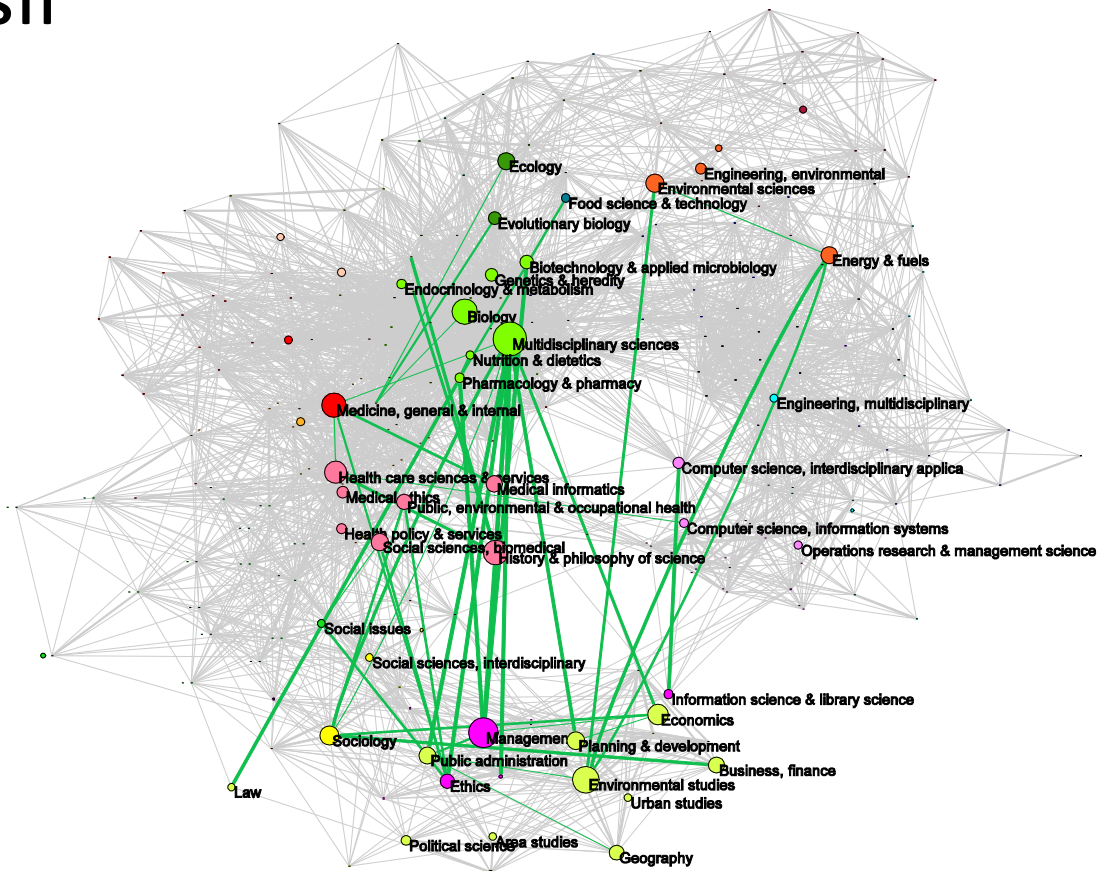 Ecology
Engineering, environmental
Environmental sciences
Food science & technology
Evolutionary biology
Energy & fuels
Biotechnology & applied microbiology
Genetics & heredity
Endocrinology & metabolism
Biology
Multidisciplinary sciences
Nutrition & dietetics
Pharmacology & pharmacy
Engineering, multidisciplinary
Medicine, general & internal
Computer science, interdisciplinary applica
Health care sciences & services
Medical informatics
Medical ethics
Public, environmental & occupational health
Computer science, information systems
Health policy & services
Social sciences, biomedical
Operations research & management science
History & philosophy of science
Social issues
Social sciences, interdisciplinary
Information science & library science
Economics
Sociology
Managemen
Planning & development
Public administration
Business, finance
Ethics
Environmental studies
Law
Urban studies
Political science
Area studies
Geography